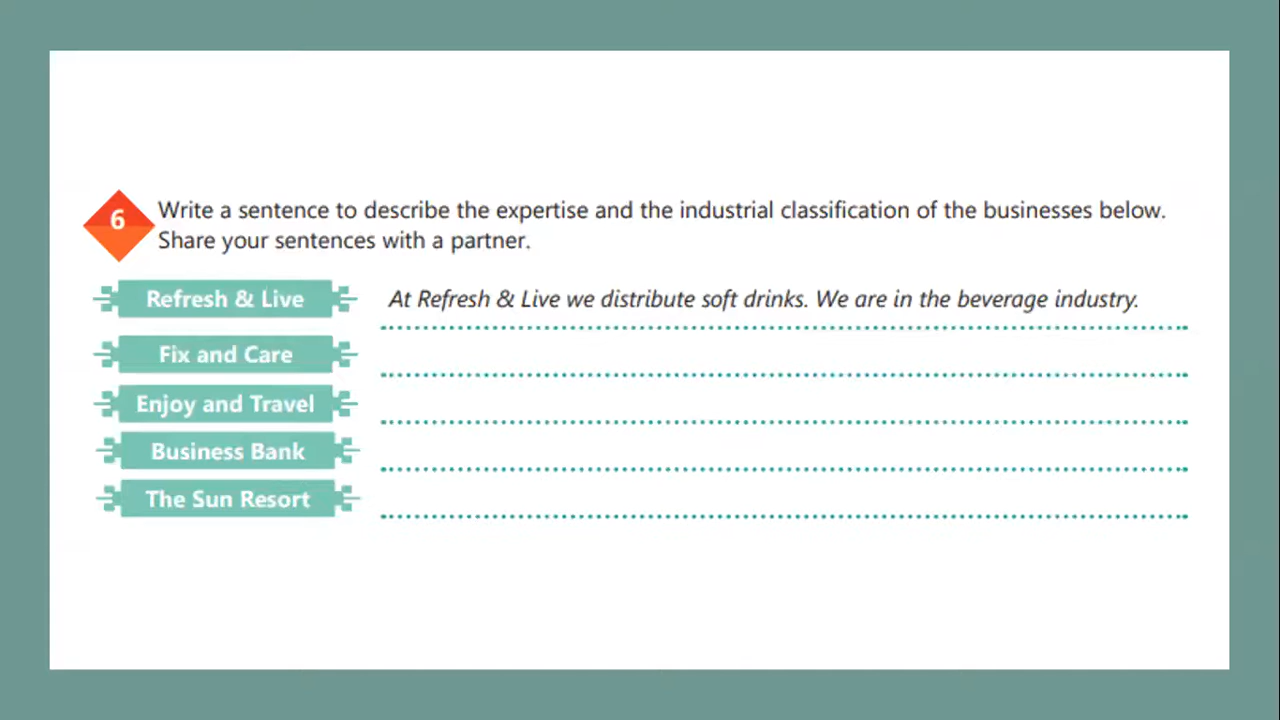 6
Write a sentence to describe the expertise and the industrial classification of the businesses below.
Share your sentences with a partner.
Refresh & Live
At Refresh & Live we distribute soft drinks. We are in the beverage industry.
Fix and Care
Enjoy and Travel
Business Bank
The Sun Resort